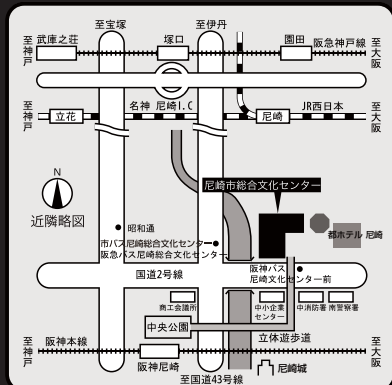 至宝塚
至伊丹
至神戸
武庫之荘
塚口
園田
阪急神戸線
至大阪
至神戸
立花
名神 尼崎I.C
尼崎
JR西日本
至大阪
N
近隣略図
尼崎市総合文化センター
昭和通
都ホテル 尼崎
市バス尼崎総合文化センター
阪急バス尼崎総合文化センター
国道2号線
阪神バス
尼崎文化センター前
商工会議所
中小企業
センター
中消防署
南警察署
中央公園
立体遊歩道
至神戸
阪神本線
阪神尼崎
尼崎城
至大阪
至国道43号線